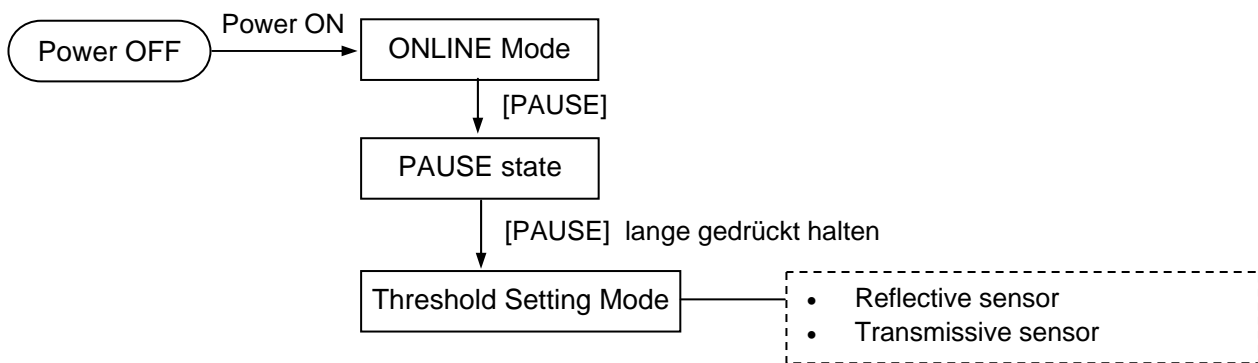 Power OFF
Power ON
ONLINE Mode
[PAUSE]
PAUSE state
[PAUSE] lange gedrückt halten
Threshold Setting Mode
• Reflective sensor
• Transmissive sensor